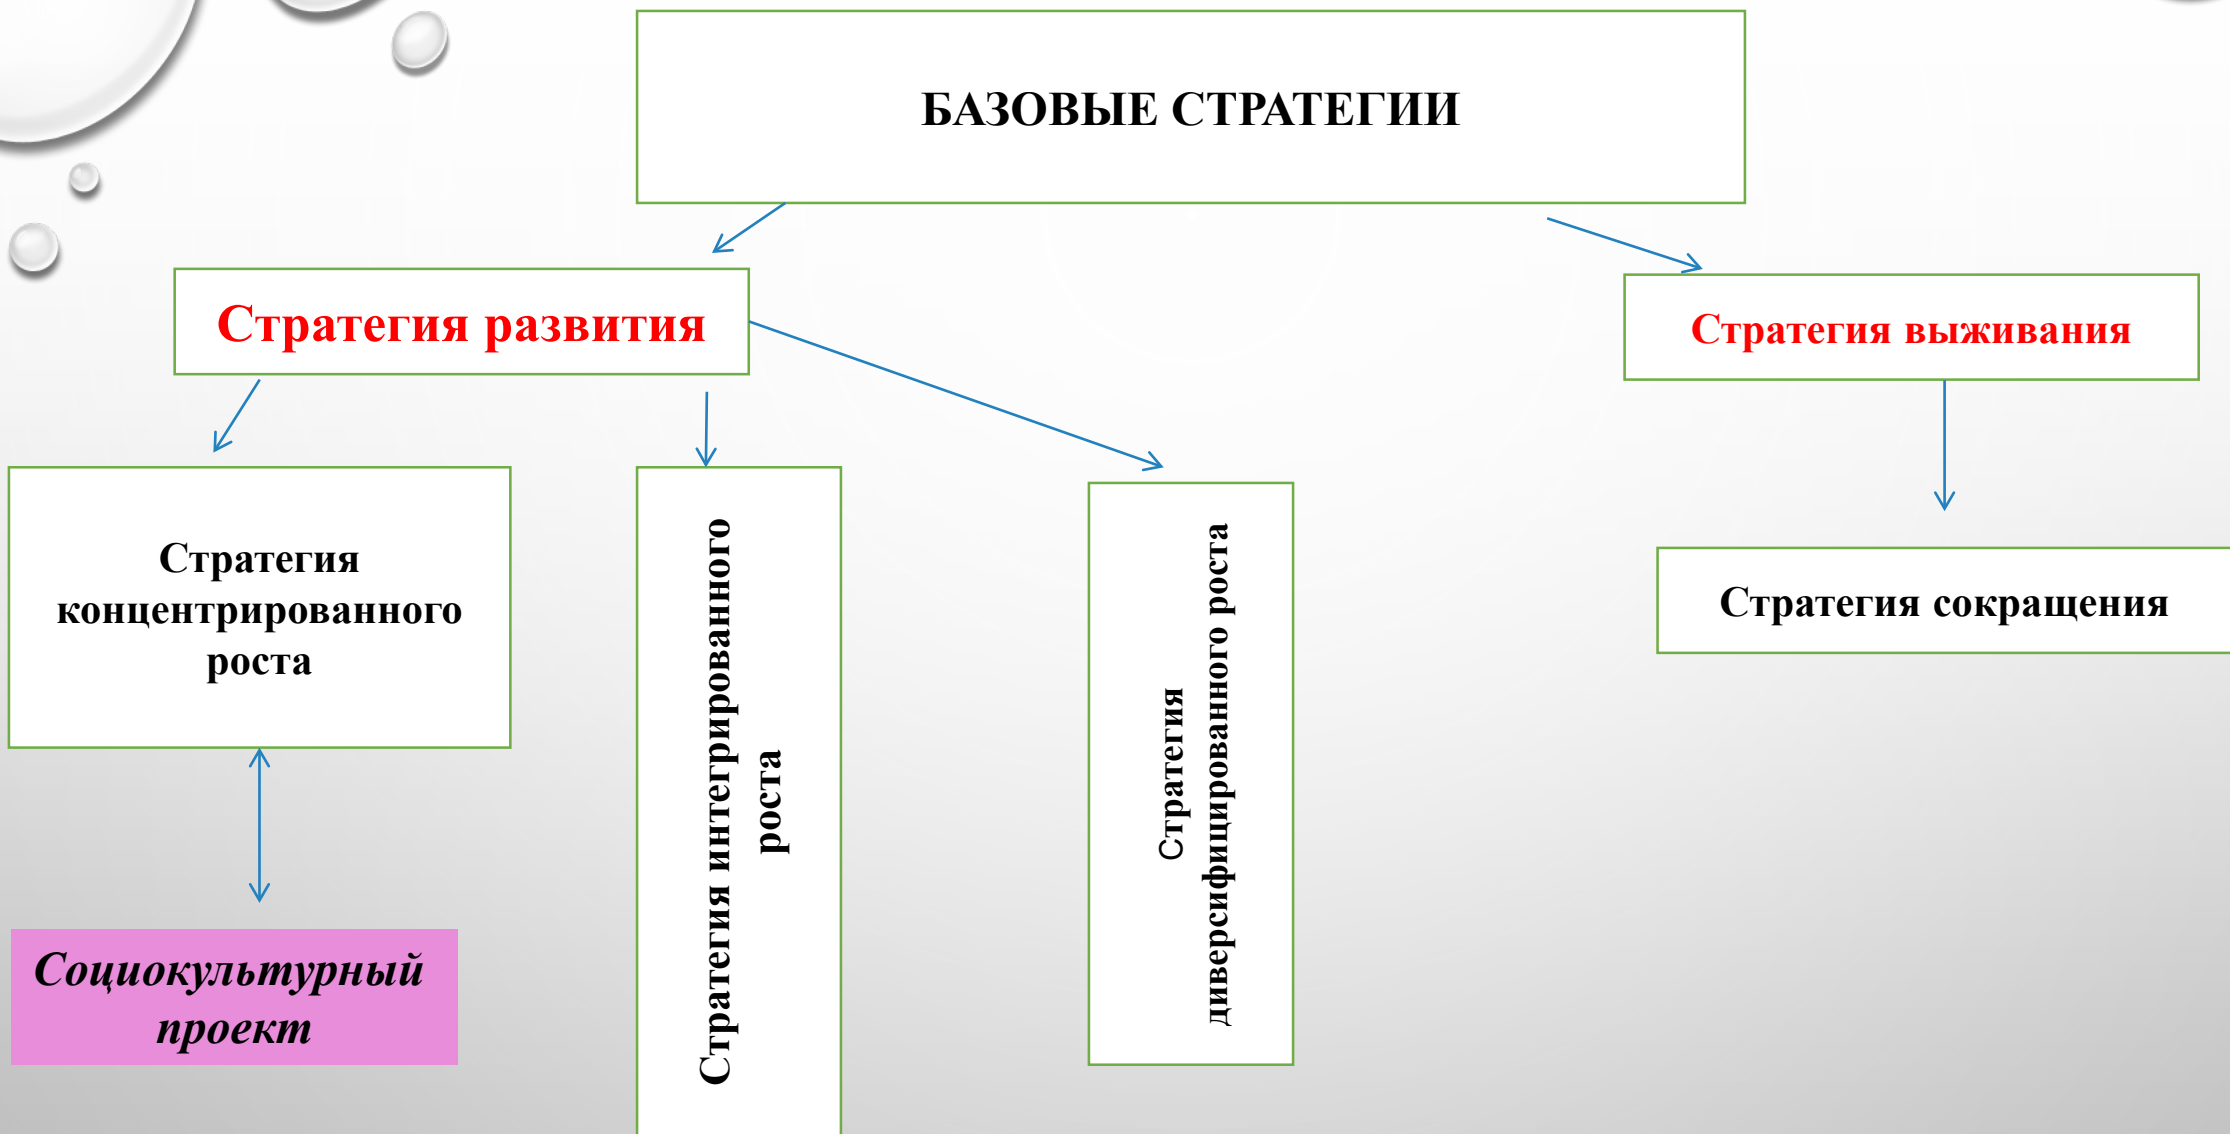 БАЗОВЫЕ СТРАТЕГИИ
Стратегия развития
Стратегия выживания
Стратегия
концентрированного
роста
Стратегия интегрированного
роста
Стратегия
диверсифицированного роста
Стратегия сокращения
Социокультурный
проект